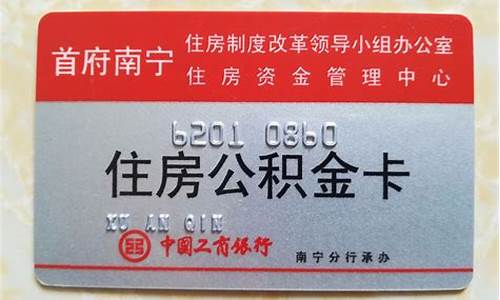 首府南宁
住房制度改革领导小组办公室
住房资金管理中心
6201 0860
住房公积金卡
XU AN QIN
中国工商银行
南宁分行承办